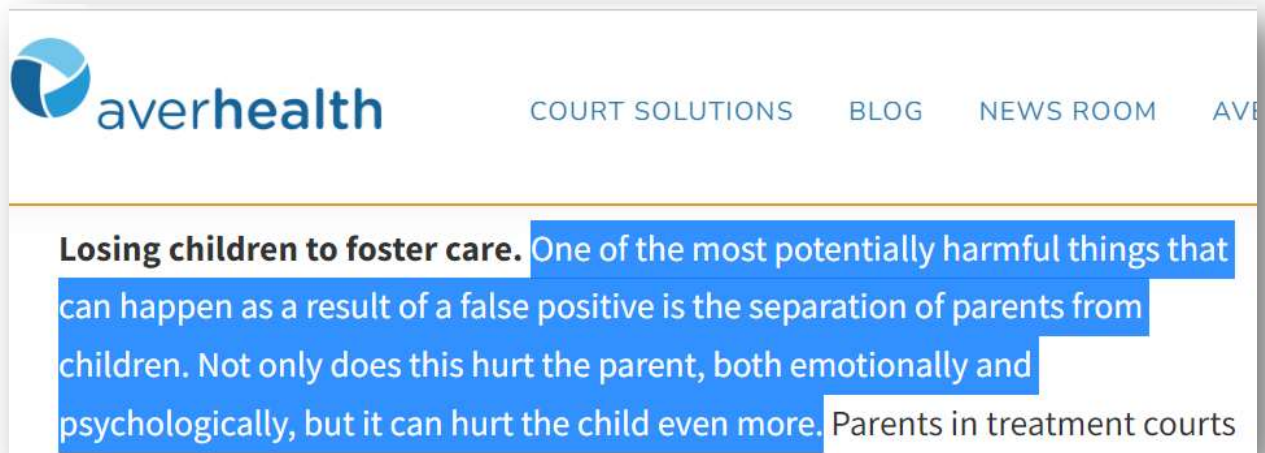 averhealth
COURT SOLUTIONS BLOG NEWS ROOM AVE
Losing children to foster care. One of the most potentially harmful things that
can happen as a result of a false positive is the separation of parents from
children. Not only does this hurt the parent, both emotionally and
psychologically, but it can hurt the child even more. Parents in treatment courts